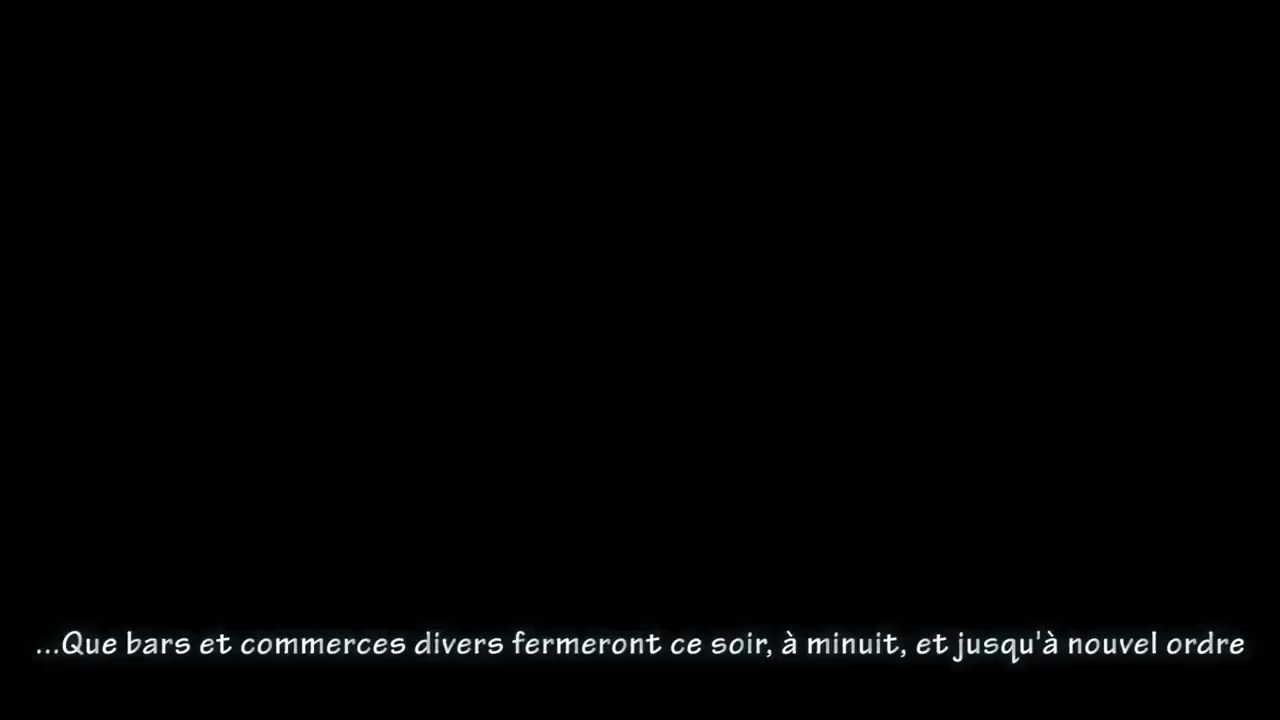 ...Que bars et commerces divers fermeront ce soir, à minuit, et jusqu'à nouvel ordre